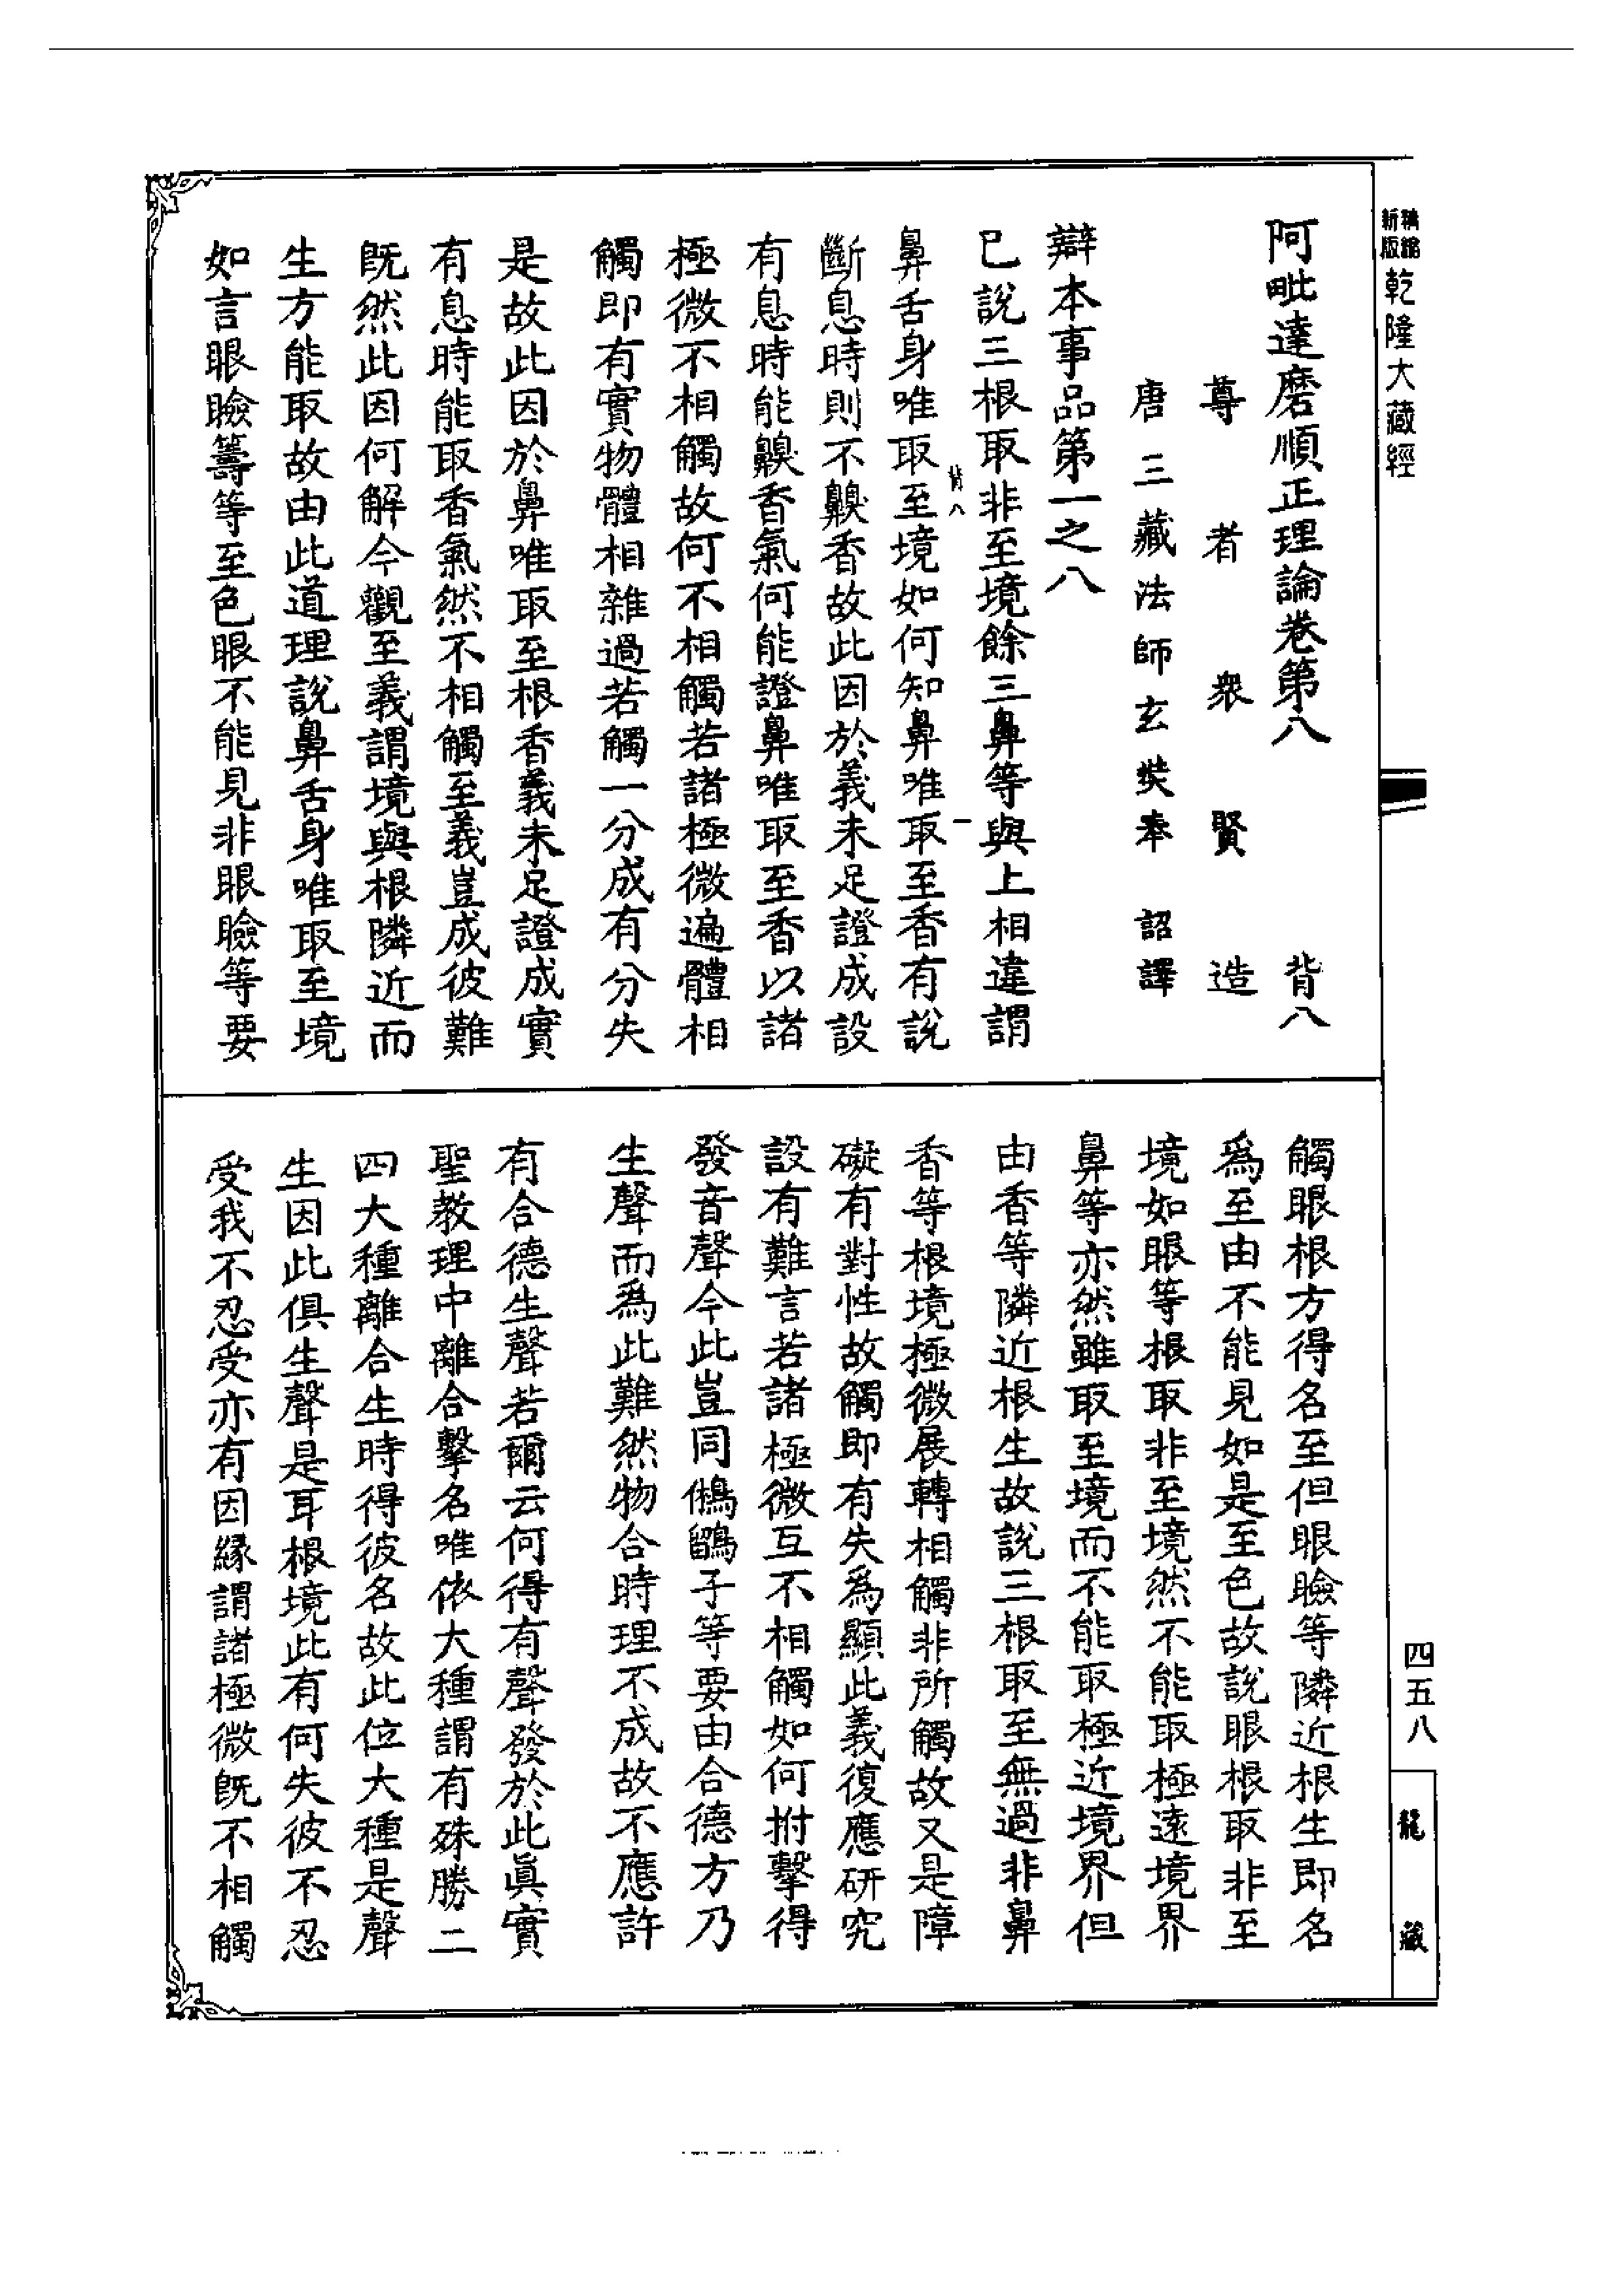 新版精縮乾隆大藏經
阿毗達磨順正理論卷第八 背八
尊者衆賢造
唐三藏法師玄奘奉詔譯
辯本事品第一之八
已說三根取非至境餘三鼻等與上相違謂
背八 一
鼻舌身唯取至境如何知鼻唯取至香有說
斷息時則不齅香故此因於義未足證成設
有息時能齅香氣何能證鼻唯取至香以諸
極微不相觸故何不相觸若諸極微遍體相
觸即有實物體相雜過若觸一分成有分失
是故此因於鼻唯取至根香義未足證成實
有息時能取香氣然不相觸至義豈成彼難
旣然此因何解今觀至義謂境與根隣近而
生方能取故由此道理說鼻舌身唯取至境
如言眼瞼籌等至色眼不能見非眼瞼等要
觸眼根方得名至但眼瞼等隣近根生即名
爲至由不能見如是至色故說眼根取非至
境如眼等根取非至境然不能取極遠境界
鼻等亦然雖取至境而不能取極近境界但
由香等隣近根生故說三根取至無過非鼻
香等根境極微展轉相觸非所觸故又是障
礙有對性故觸即有失爲顯此義復應研究
設有難言若諸極微互不相觸如何拊擊得
發音聲今此豈同鵂鶹子等要由合德方乃
生聲而爲此難然物合時理不成故不應許
有合德生聲若爾云何得有聲發於此眞實
聖教理中離合擊名唯依大種謂有殊勝二
四大種離合生時得彼名故此位大種是聲
生因此俱生聲是耳根境此有何失彼不忍
受我不忍受亦有因緣謂諸極微旣不相觸
四五八
龍藏